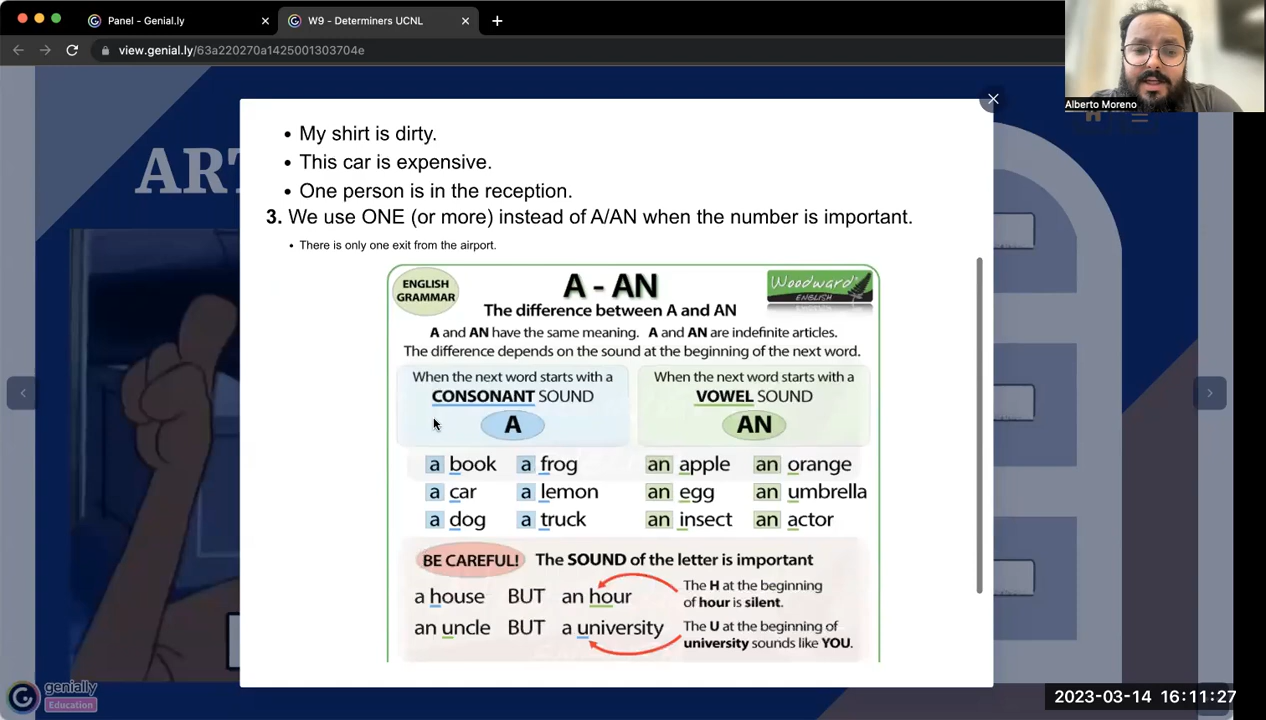 Panel - Genial.ly
W9 - Determiners UCNL
view.genial.ly/63a220270a1425001303704e
Alberto Moreno
AR
• My shirt is dirty.
• This car is expensive.
• One person is in the reception.
3. We use ONE (or more) instead of A/AN when the number is important.
• There is only one exit from the airport.
ENGLISH
GRAMMAR
A - AN
Woodward
ENGLISH
The difference between A and AN
A and AN have the same meaning. A and AN are indefinite articles.
The difference depends on the sound at the beginning of the next word.
When the next word starts with a
CONSONANT SOUND
A
When the next word starts with a
VOWEL SOUND
AN
a book a frog
a car a lemon
a dog a truck
an apple an orange
an egg an umbrella
an insect an actor
BE CAREFUL! The SOUND of the letter is important
a house BUT an hour
The H at the beginning
of hour is silent.
an uncle BUT a university
The U at the beginning of
university sounds like YOU.
genially
Education
2023-03-14 16:11:27